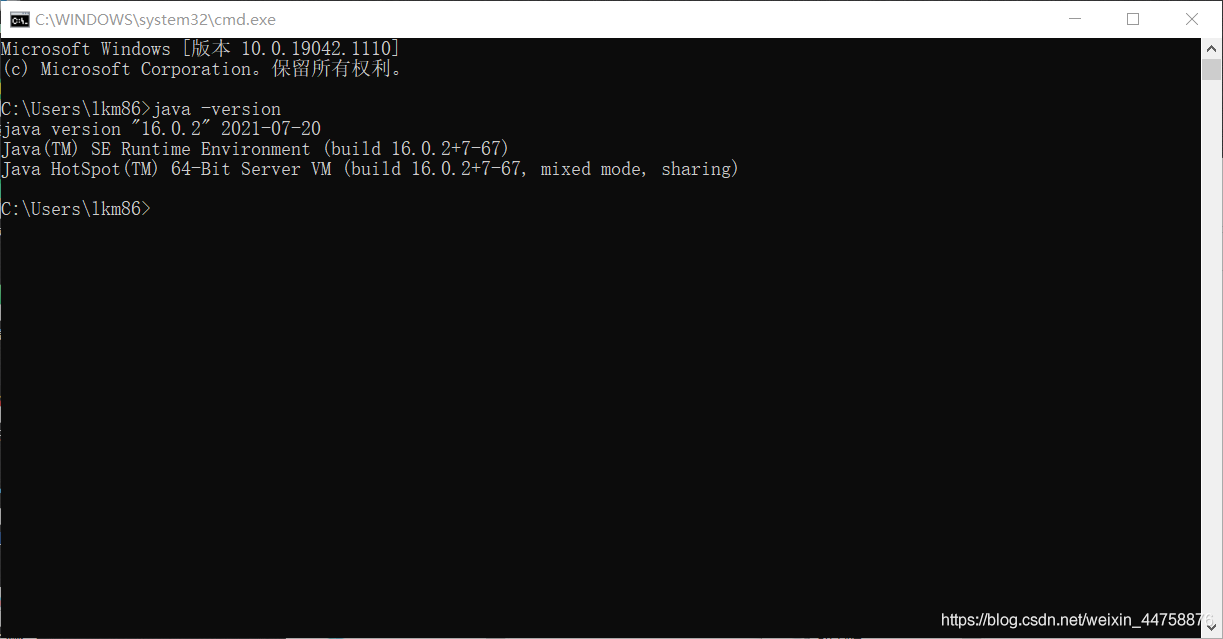 C:\WINDOWS\system32\cmd.exe
Microsoft Windows [版本 10.0.19042.1110]
(c) Microsoft Corporation。保留所有权利。
C:\Users\lkm86>java -version
java version "16.0.2" 2021-07-20
Java(TM) SE Runtime Environment (build 16.0.2+7-67)
Java HotSpot(TM) 64-Bit Server VM (build 16.0.2+7-67, mixed mode, sharing)
C:\Users\lkm86>
https://blog.csdn.net/weixin_44758876